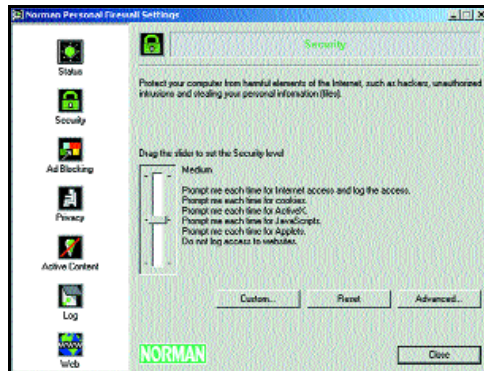 Norman Personal Firewall Settings
Status
Security
Ad Blocking
Privacy
Active Content
Log
Web
Security
Protect your computer from harmful elements of the Internet, such as hackers, unauthorized
intrusions and stealing your personal information (files).
Drag the slider to set the Security level
Medium
Prompt me each time for Internet access and log the access.
Prompt me each time for cookies.
Prompt me each time for ActiveX.
Prompt me each time for JavaScripts.
Prompt me each time for Applets.
Do not log access to websites.
Custom...
Reset
Advanced...
NORMAN
Close